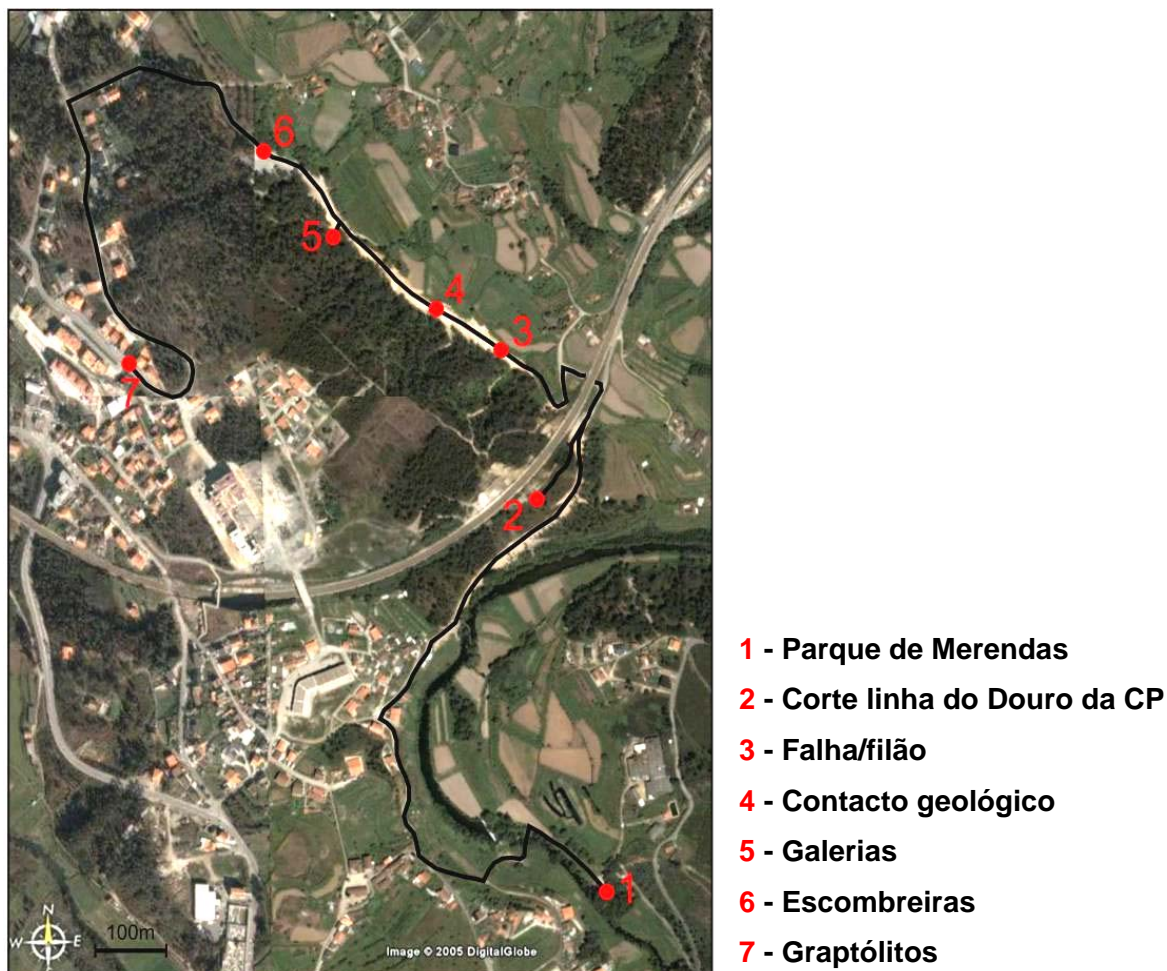 6
5
4
3
7
2
1
N
W
E
S
100m
Image © 2005 DigitalGlobe
1 - Parque de Merendas
2 - Corte linha do Douro da CP
3 - Falha/filão
4 - Contacto geológico
5 - Galerias
6 - Escombreiras
7 - Graptólitos